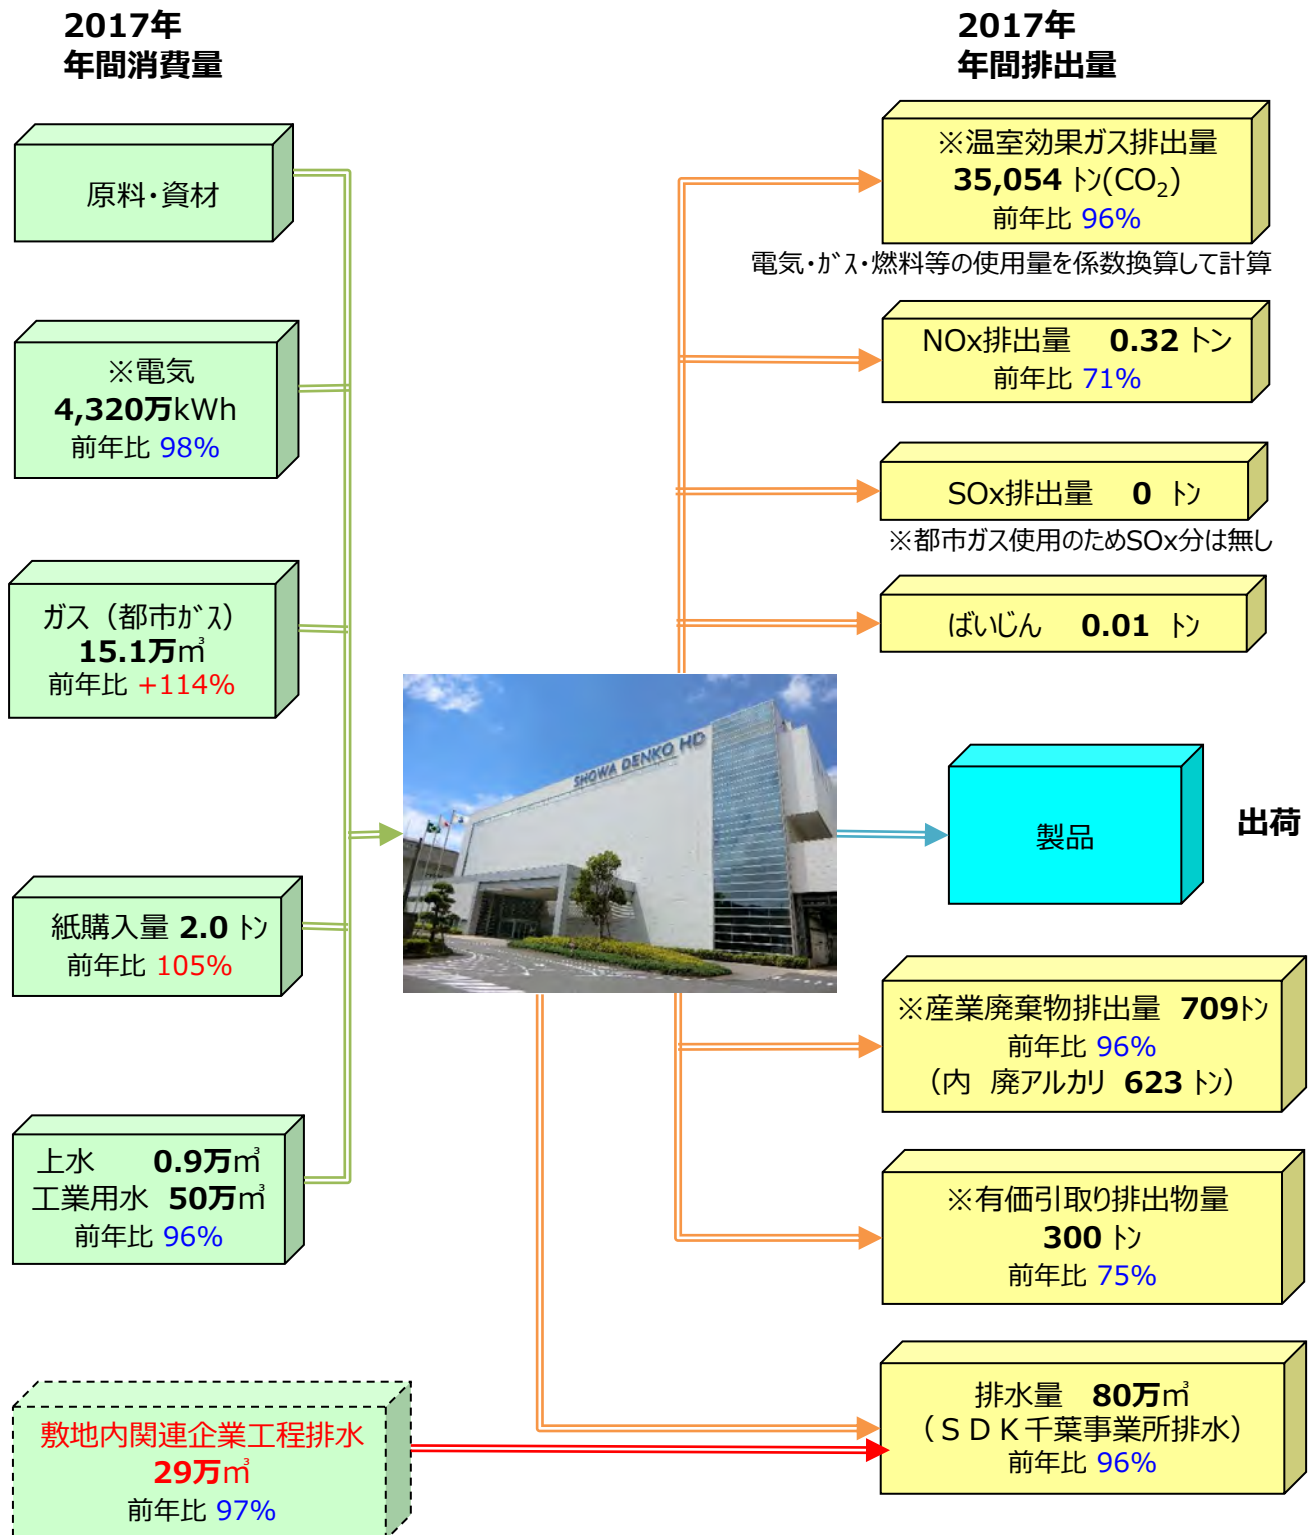 2017年
年間消費量
原料・資材
※電気
4,320万kWh
前年比 98%
ガス（都市ｶﾞｽ）
15.1万㎥
前年比 +114%
紙購入量 2.0 ﾄﾝ
前年比 105%
上水 0.9万㎥
工業用水 50万㎥
前年比 96%
敷地内関連企業工程排水
29万㎥
前年比 97%
SHOWA DENKO HD
2017年
年間排出量
※温室効果ガス排出量
35,054 ﾄﾝ(CO₂)
前年比 96%
電気・ｶﾞｽ・燃料等の使用量を係数換算して計算
NOx排出量 0.32 トン
前年比 71%
SOx排出量 0 ﾄﾝ
※都市ガス使用のためSOx分は無し
ばいじん 0.01 ﾄﾝ
製品
出荷
※産業廃棄物排出量 709ﾄﾝ
前年比 96%
（内 廃アルカリ 623 ﾄﾝ）
※有価引取り排出物量
300 ﾄﾝ
前年比 75%
排水量 80万㎥
（ＳＤＫ千葉事業所排水）
前年比 96%